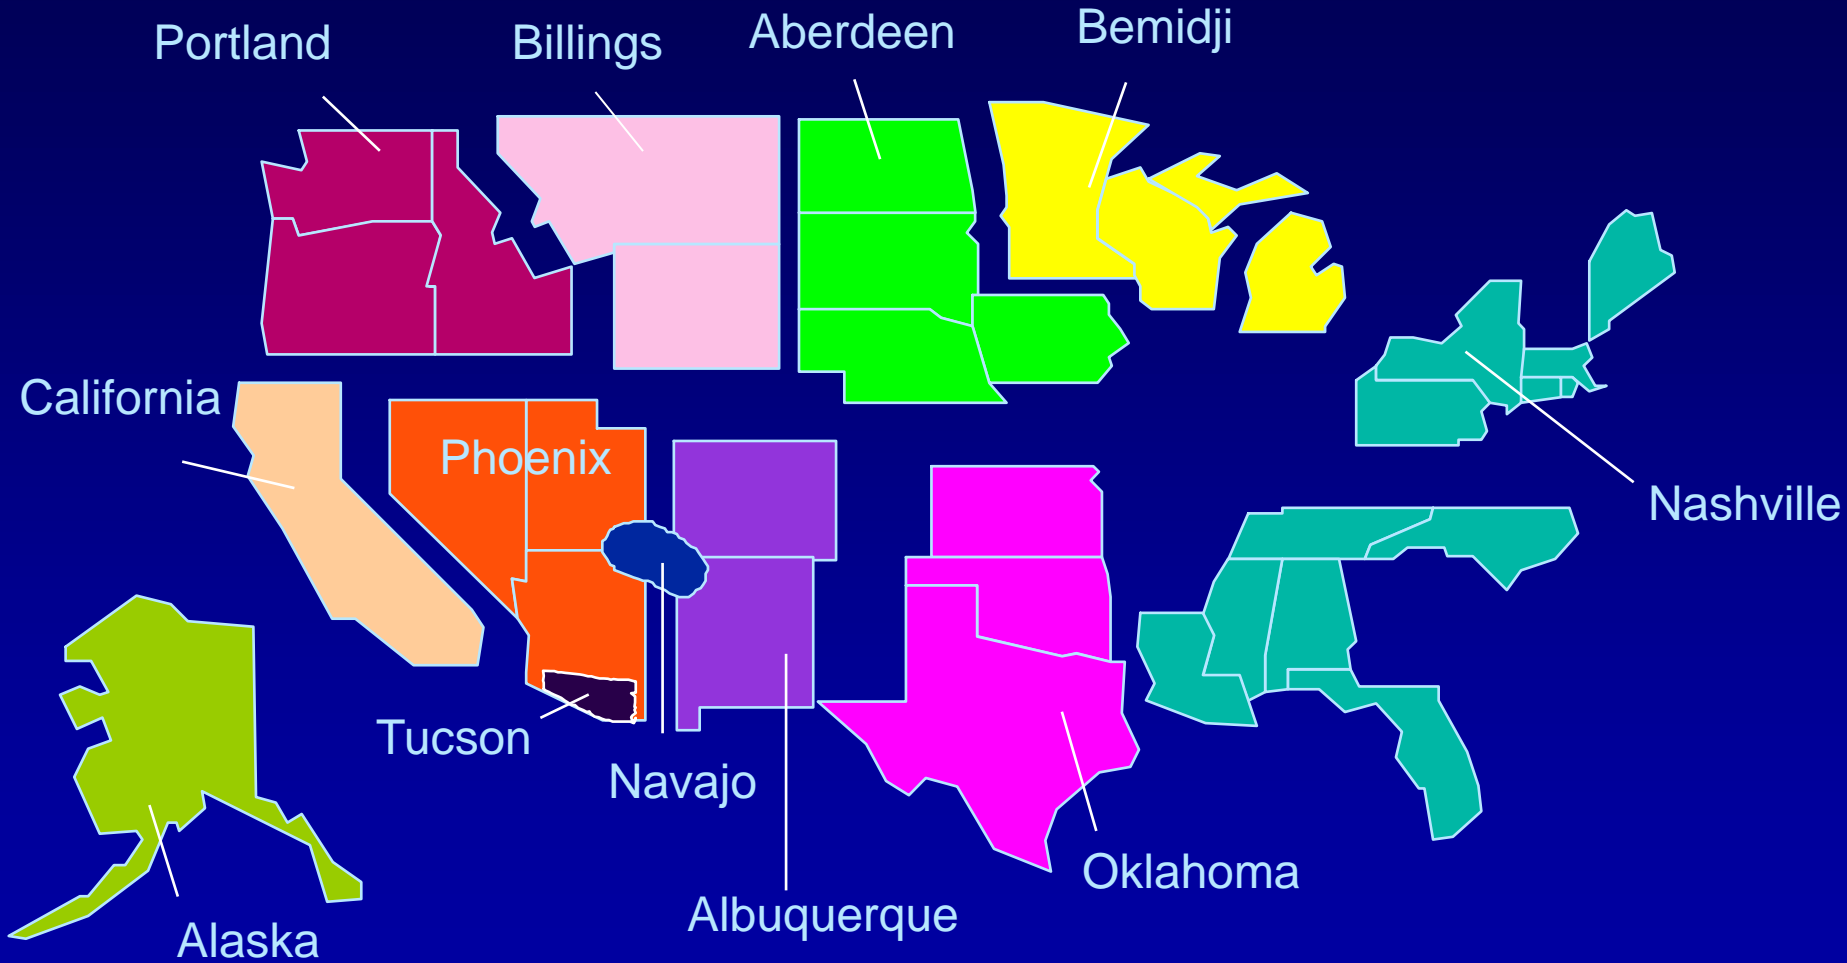 Portland
Billings
Aberdeen
Bemidji
California
Phoenix
Nashville
Tucson
Navajo
Oklahoma
Albuquerque
Alaska